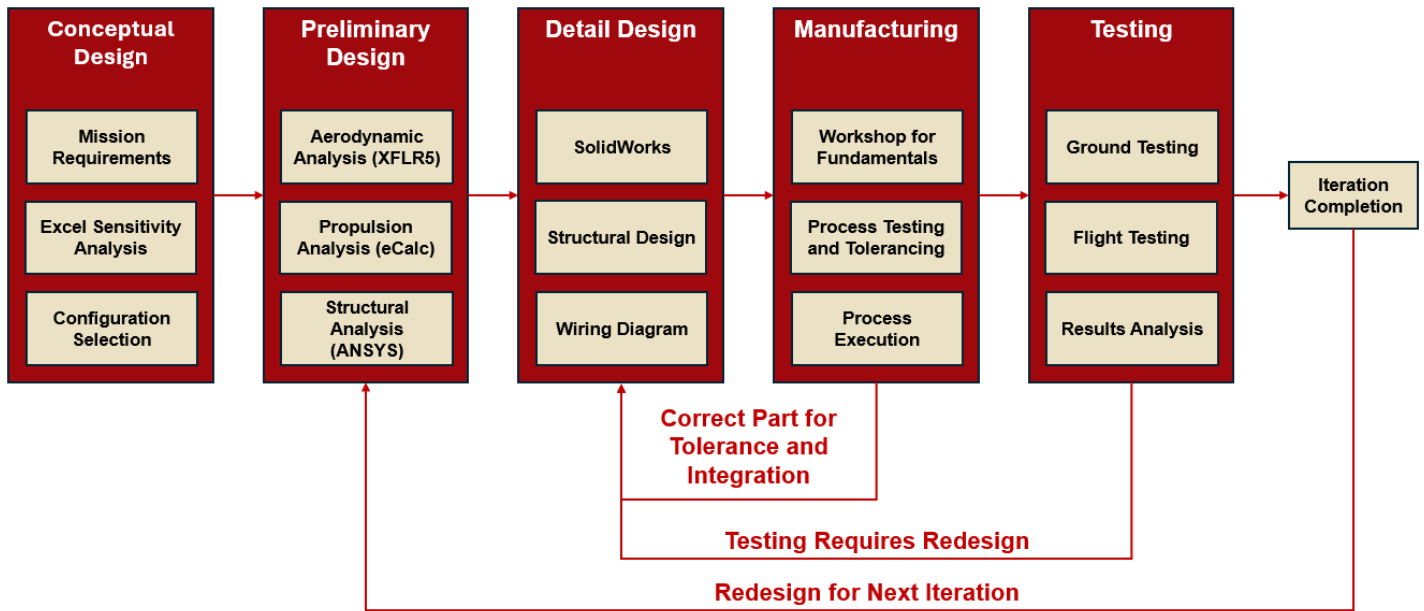 Conceptual
Design
Mission
Requirements
Excel Sensitivity
Analysis
Configuration
Selection
Preliminary
Design
Aerodynamic
Analysis (XFLR5)
Propulsion
Analysis (eCalc)
Structural
Analysis
(ANSYS)
Detail Design
SolidWorks
Structural Design
Wiring Diagram
Manufacturing
Workshop for
Fundamentals
Process Testing
and Tolerancing
Process
Execution
Testing
Ground Testing
Flight Testing
Results Analysis
Iteration
Completion
Correct Part for
Tolerance and
Integration
Testing Requires Redesign
Redesign for Next Iteration